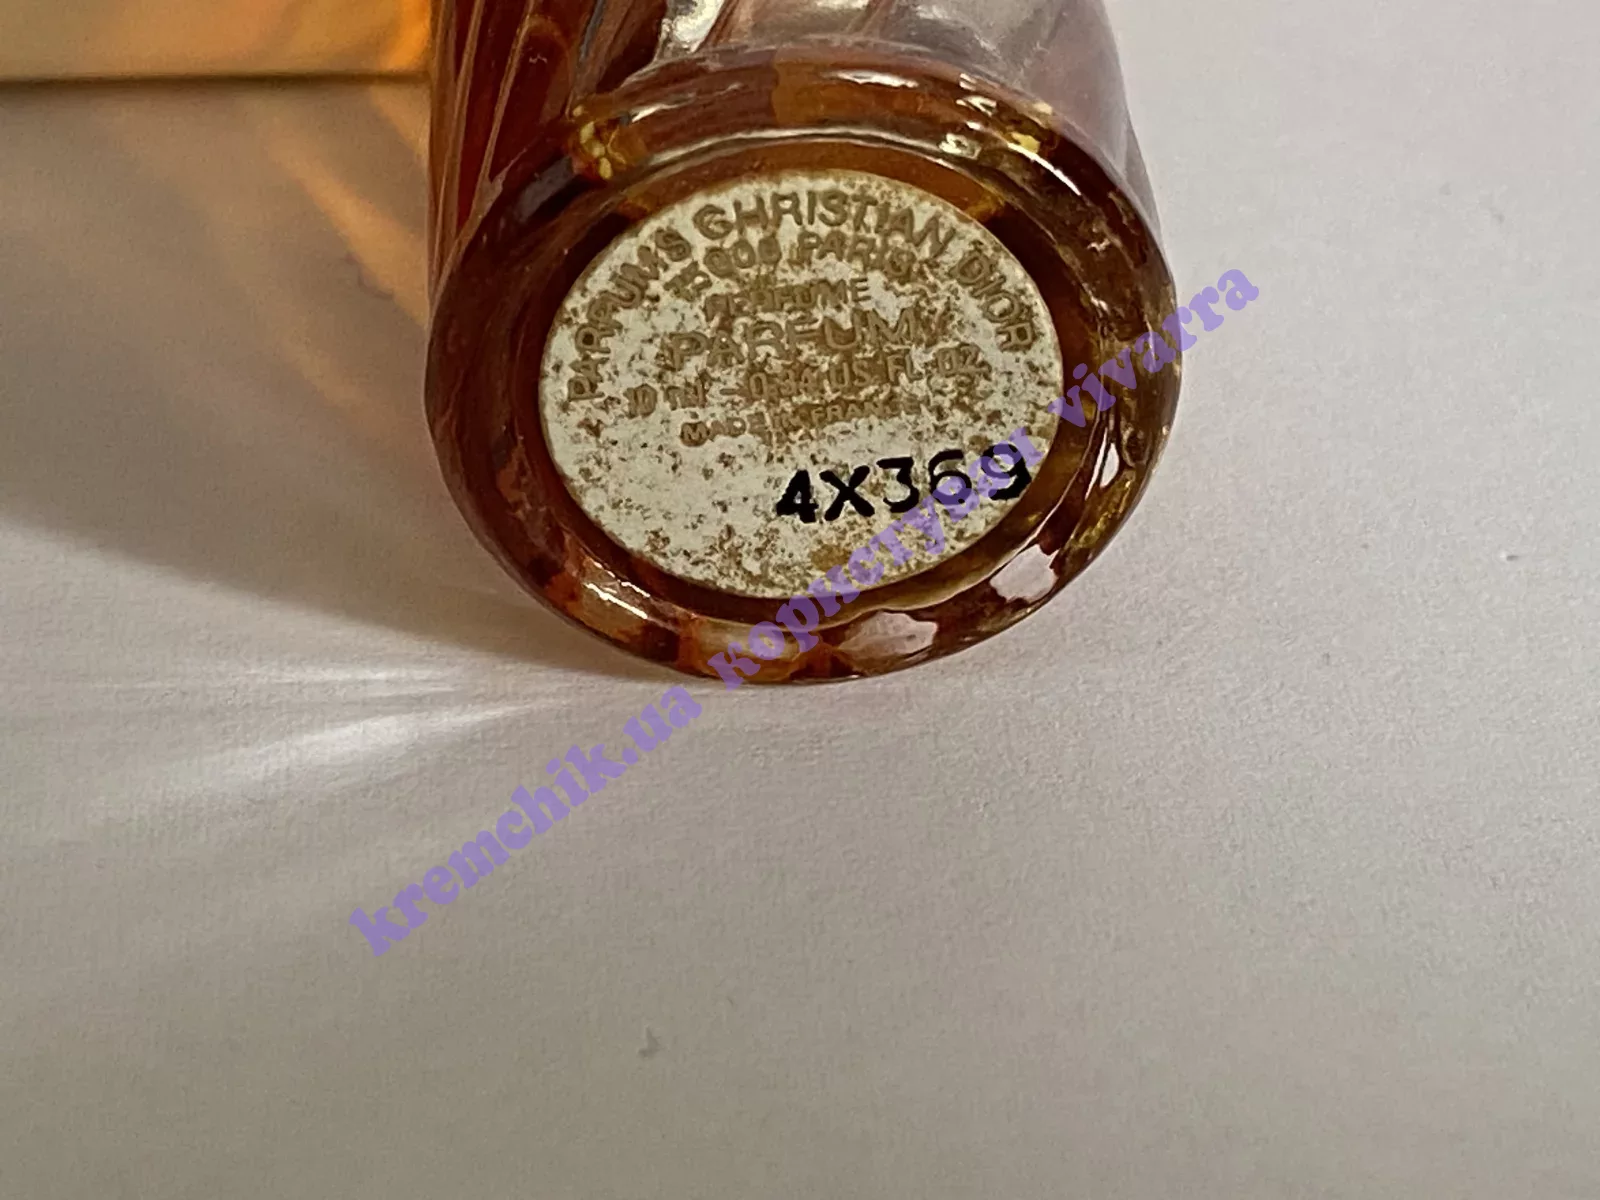 PARFUMS CHRISTIAN DIOR
PARIS
PERFUME
PARFUM
10 ml - 0.34 US FL. OZ.
MADE IN FRANCE
4X369
kremchik.ua користувач vivarra